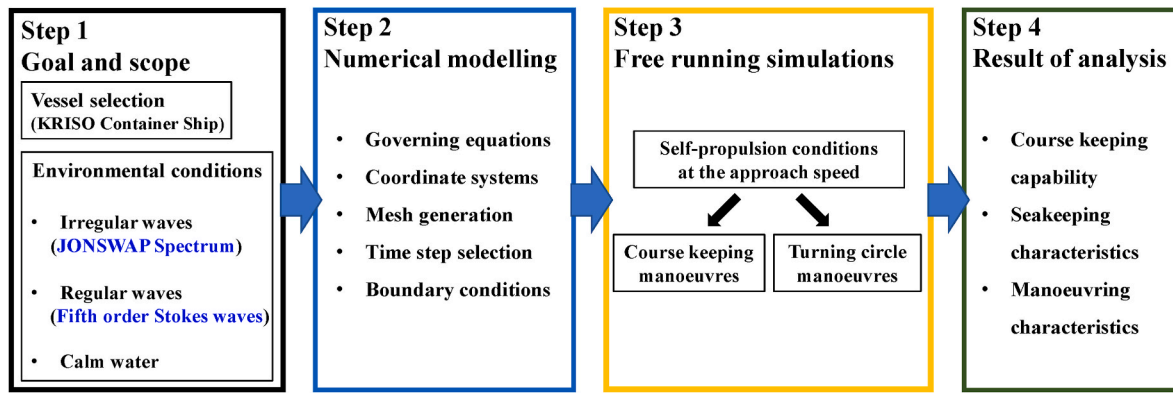 Step 1
Goal and scope
Vessel selection
(KRISO Container Ship)
Environmental conditions
• Irregular waves
(JONSWAP Spectrum)
• Regular waves
(Fifth order Stokes waves)
• Calm water
Step 2
Numerical modelling
• Governing equations
• Coordinate systems
• Mesh generation
• Time step selection
• Boundary conditions
Step 3
Free running simulations
Self-propulsion conditions
at the approach speed
Course keeping
manoeuvres
Turning circle
manoeuvres
Step 4
Result of analysis
• Course keeping
capability
• Seakeeping
characteristics
• Manoeuvring
characteristics